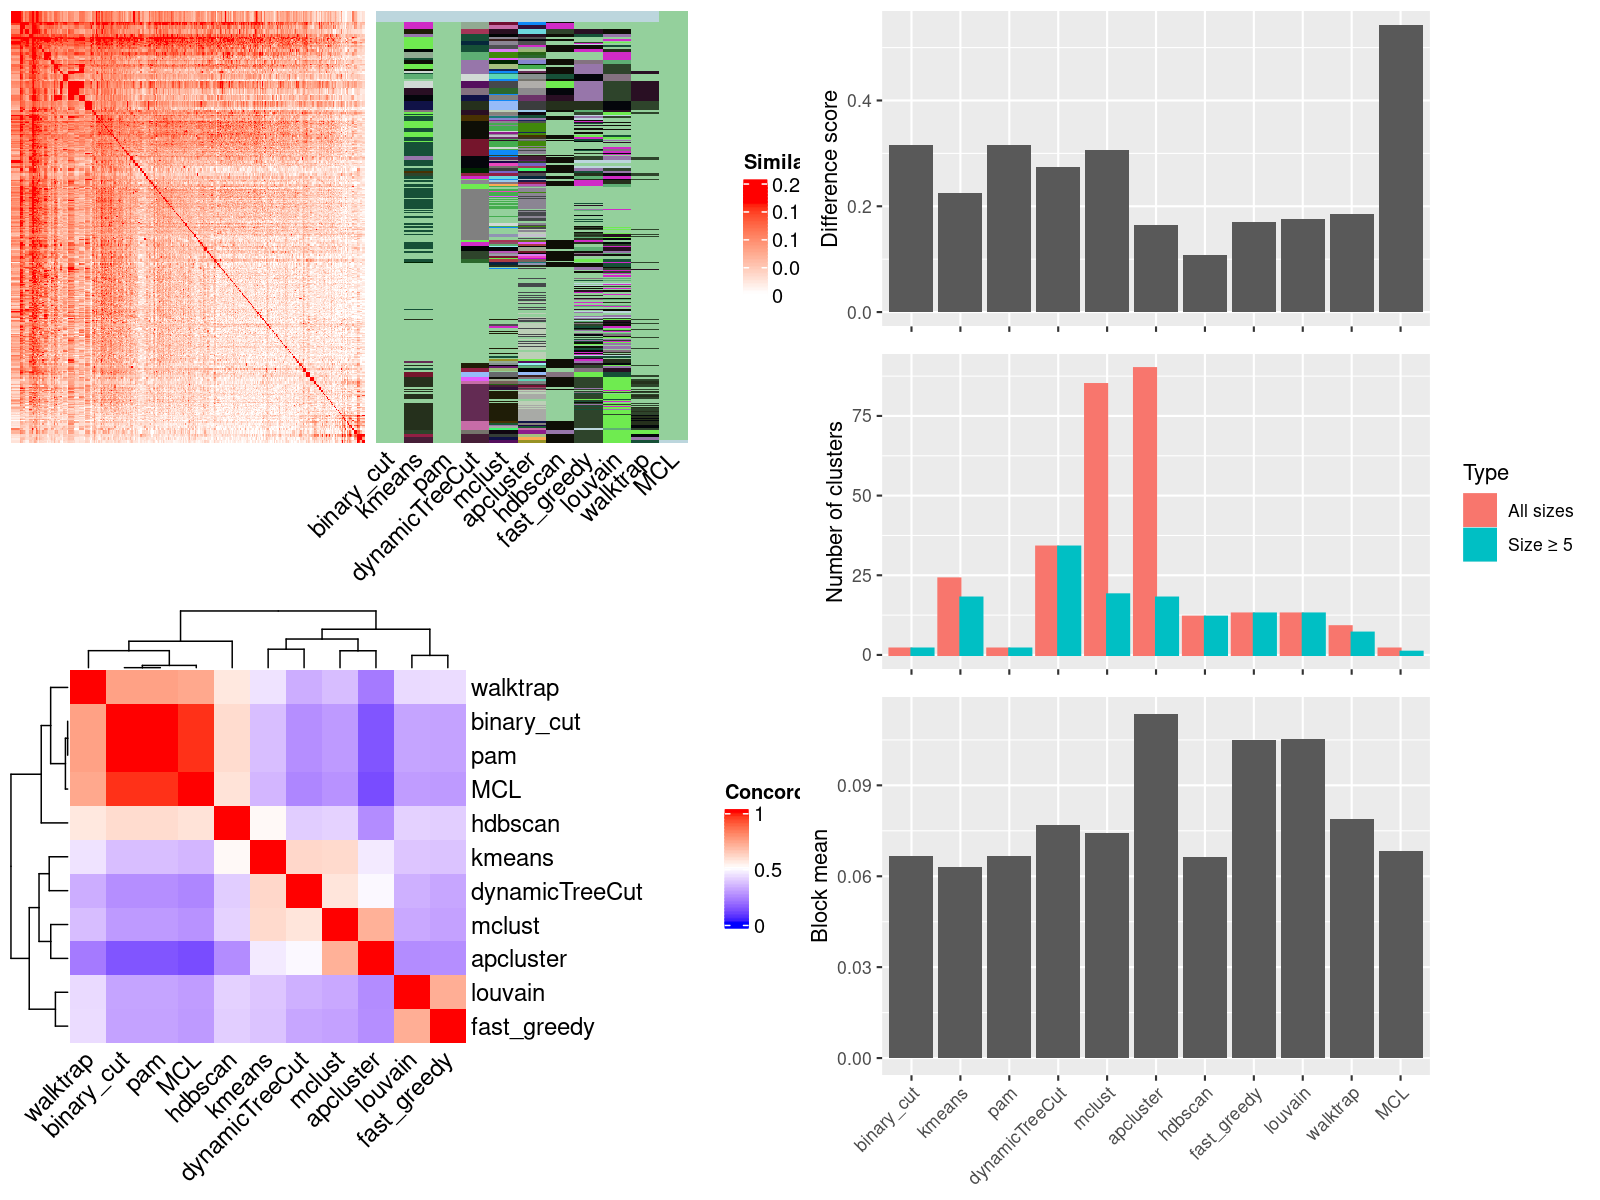 Simila
0.2
0.1
0.1
0.0
0
binary_cut
kmeans
pam
dynamicTreeCut
mclust
apcluster
hdbscan
fast_greedy
louvain
walktrap
MCL
walktrap
binary_cut
pam
MCL
hdbscan
kmeans
dynamicTreeCut
mclust
apcluster
louvain
fast_greedy
walktrap
binary_cut
pam
MCL
hdbscan
kmeans
dynamicTreeCut
mclust
apcluster
louvain
fast_greedy
Concord
1
0.5
0
Difference score
0.4
0.2
0.0
Number of clusters
75
50
25
0
Type
All sizes
Size ≥ 5
Block mean
0.09
0.06
0.03
0.00
binary_cut
kmeans
pam
dynamicTreeCut
mclust
apcluster
hdbscan
fast_greedy
louvain
walktrap
MCL